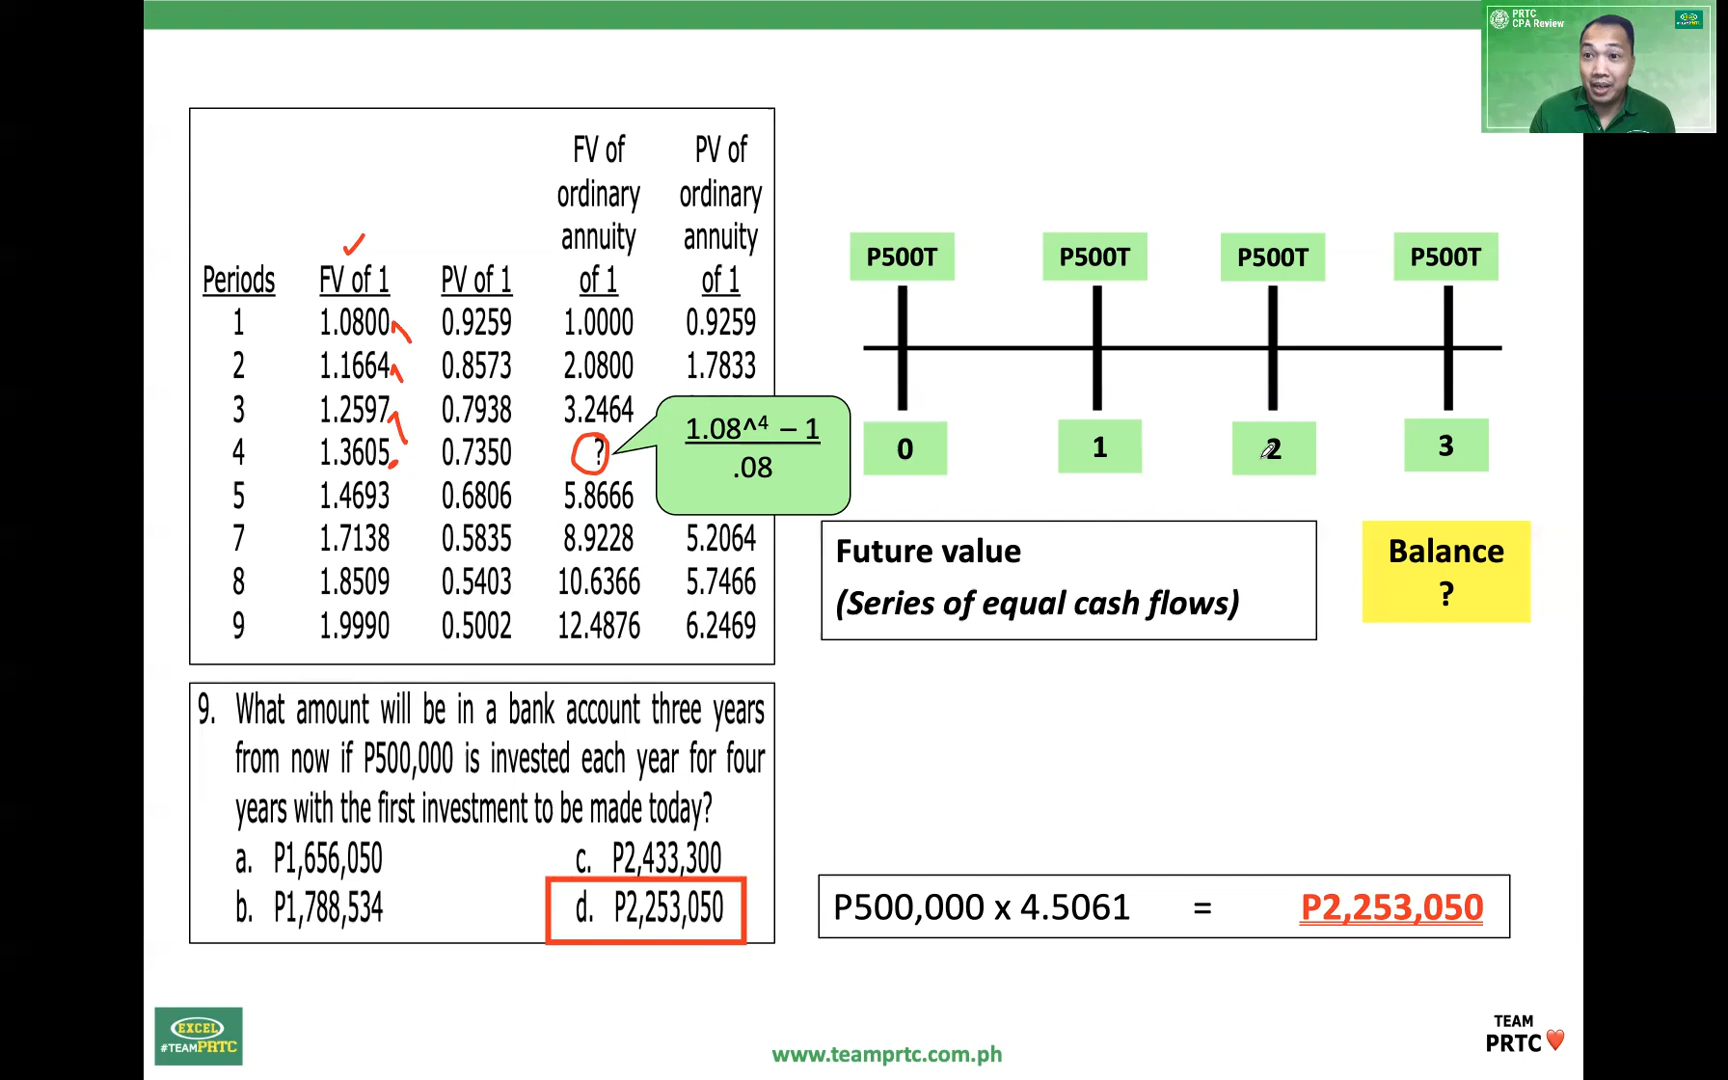 PRTC
CPA Review
FV of PV of
ordinary ordinary
annuity annuity
Periods FV of 1 PV of 1 of 1 of 1
1 1.0800 0.9259 1.0000 0.9259
2 1.1664 0.8573 2.0800 1.7833
3 1.2597 0.7938 3.2464
4 1.3605 0.7350 ?
5 1.4693 0.6806 5.8666
7 1.7138 0.5835 8.9228 5.2064
8 1.8509 0.5403 10.6366 5.7466
9 1.9990 0.5002 12.4876 6.2469
1.08^4 – 1
.08
P500T P500T P500T P500T
0 1 2 3
Future value
(Series of equal cash flows)
Balance
?
9. What amount will be in a bank account three years
from now if P500,000 is invested each year for four
years with the first investment to be made today?
a. P1,656,050 c. P2,433,300
b. P1,788,534 d. P2,253,050
P500,000 x 4.5061 = P2,253,050
EXCEL
#TEAMPRTC
www.teamprtc.com.ph
TEAM
PRTC